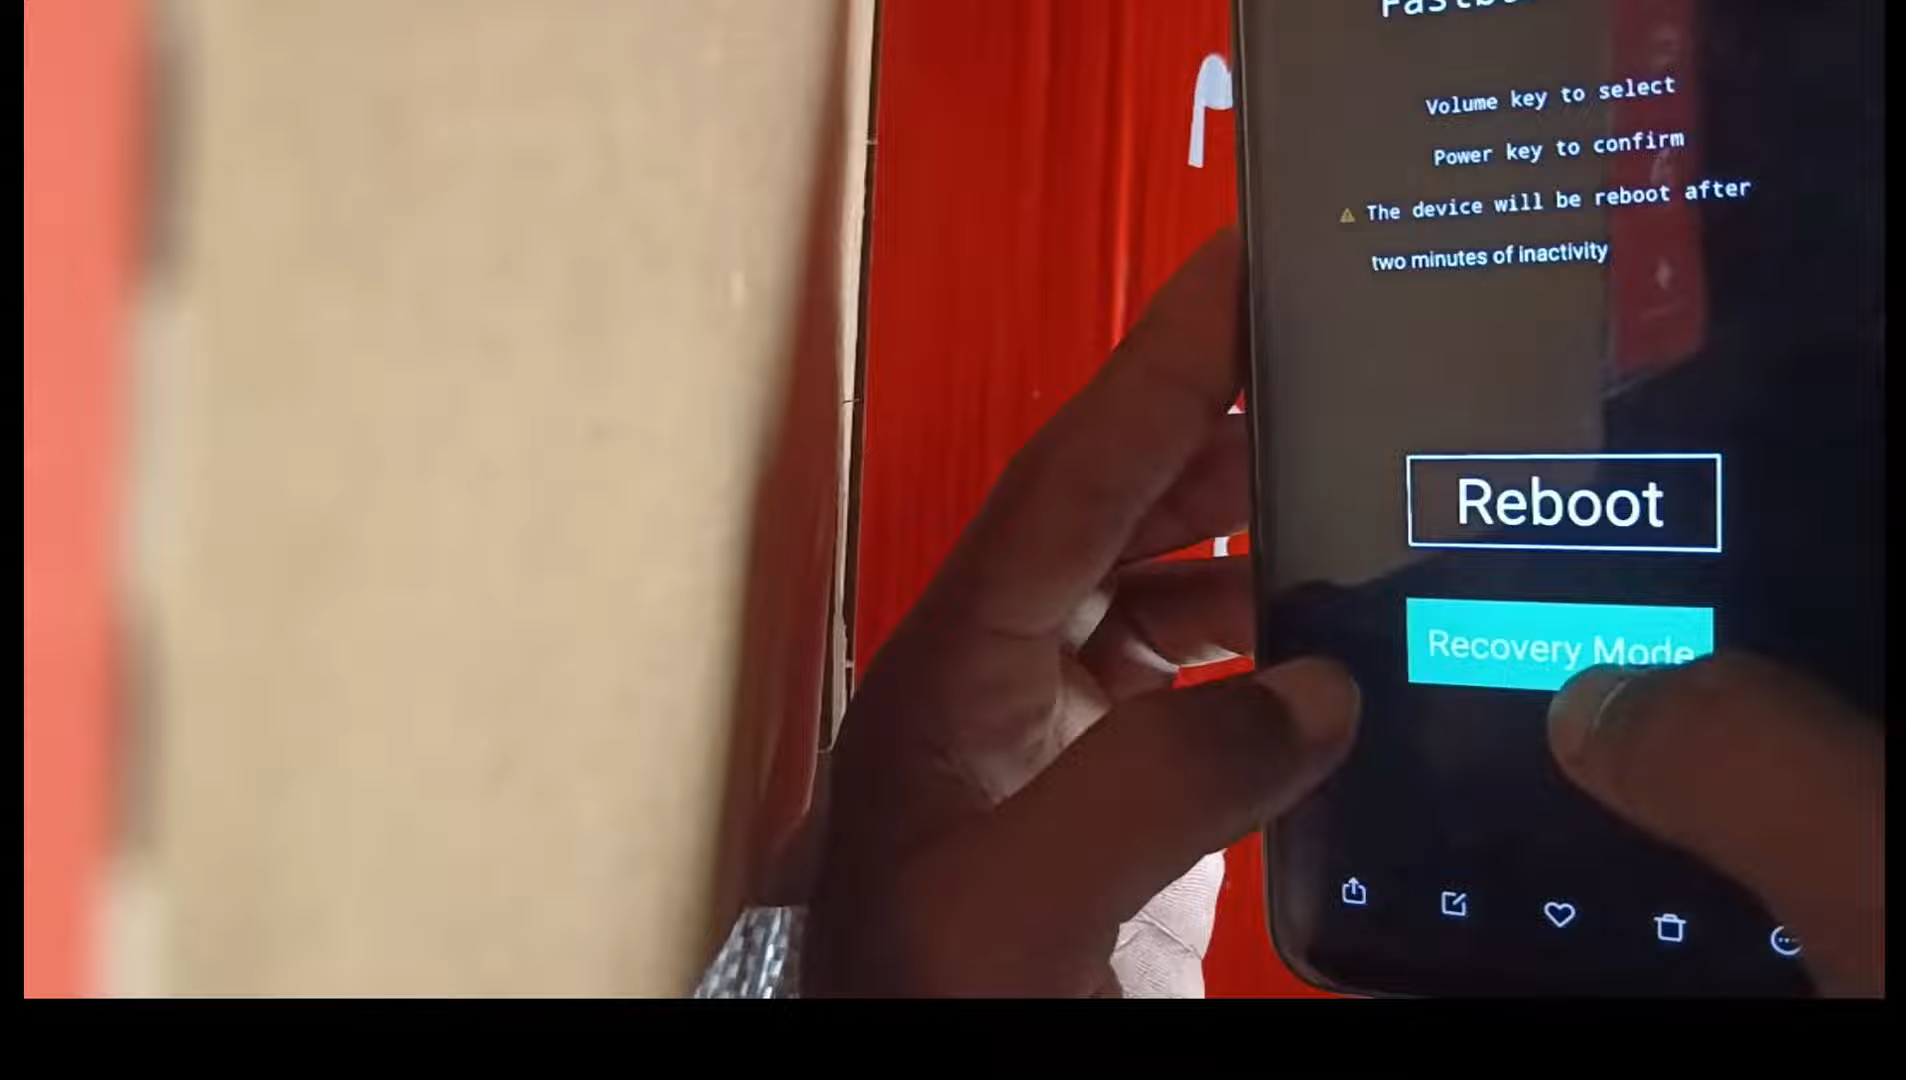 Volume key to select
Power key to confirm
⚠ The device will be reboot after
two minutes of inactivity
Reboot
Recovery Mode